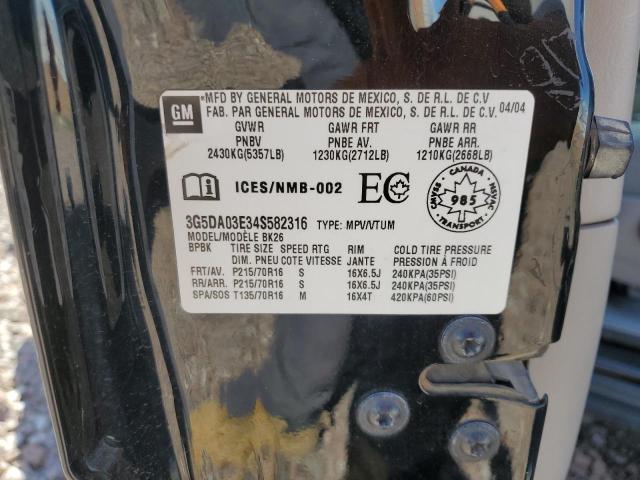 GM
*MFD BY GENERAL MOTORS DE MEXICO, S. DE R.L. DE C.V
FAB. PAR GENERAL MOTORS DE MEXICO, S. DE R.L. DE C.V. 04/04
GVWR GAWR FRT GAWR RR
PNBV PNBE AV. PNBE ARR.
2430KG(5357LB) 1230KG(2712LB) 1210KG(2668LB)
ICES/NMB-002 EC
CANADA
985
TRANSPORT
3G5DA03E34S582316 TYPE: MPV/VTUM
MODEL/MODÈLE BK26
BPBK TIRE SIZE SPEED RTG RIM COLD TIRE PRESSURE
DIM. PNEU COTE VITESSE JANTE PRESSION À FROID
FRT/AV. P215/70R16 S 16X6.5J 240KPA(35PSI)
RR/ARR. P215/70R16 S 16X6.5J 240KPA(35PSI)
SPA/SOS T135/70R16 M 16X4T 420KPA(60PSI)